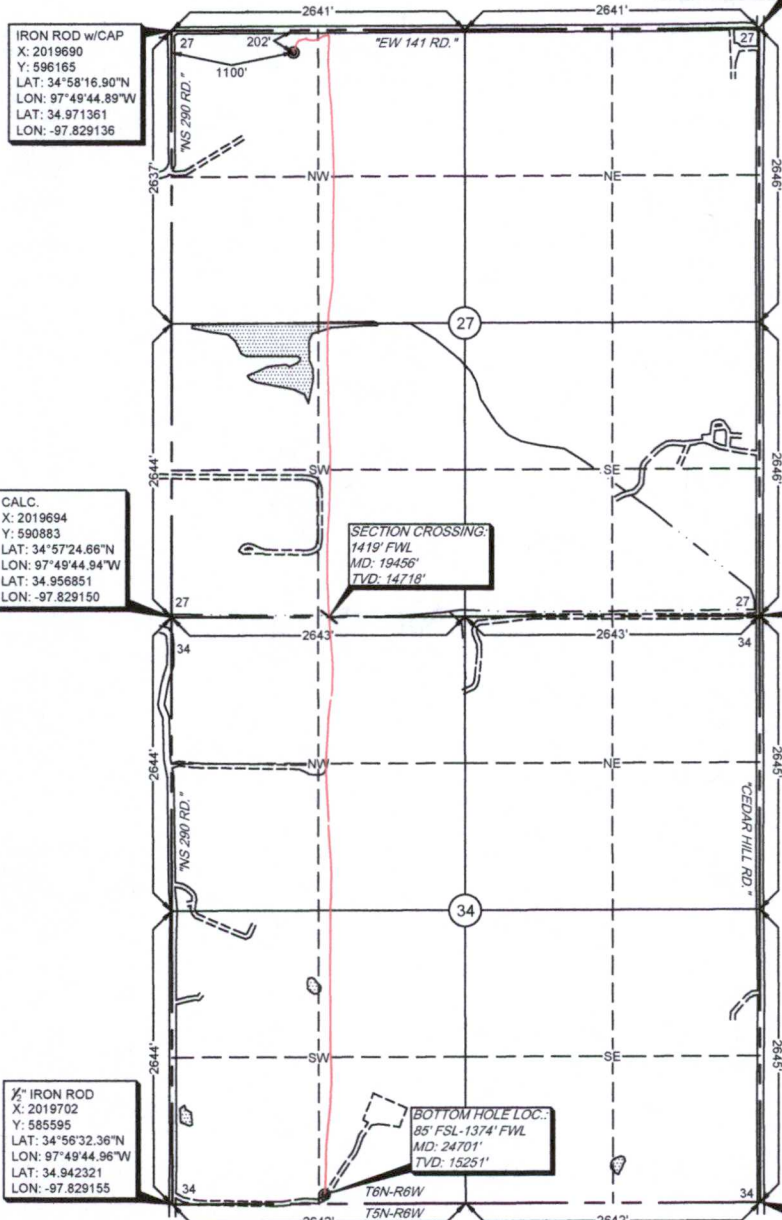 2641'
2641'
IRON ROD w/CAP
X: 2019690
Y: 596165
LAT: 34°58'16.90"N
LON: 97°49'44.89"W
LAT: 34.971361
LON: -97.829136
27
202'
1100'
"EW 141 RD."
27
"NS 290 RD."
2637'
NW
NE
2646'
27
2644'
SW
SE
2646'
CALC.
X: 2019694
Y: 590883
LAT: 34°57'24.66"N
LON: 97°49'44.94"W
LAT: 34.956851
LON: -97.829150
SECTION CROSSING:
1419' FWL
MD: 19456'
TVD: 14718'
27
27
2643'
2643'
34
34
2644'
NW
NE
2645'
"NS 290 RD."
"CEDAR HILL RD."
34
2644'
SW
SE
2645'
½" IRON ROD
X: 2019702
Y: 585595
LAT: 34°56'32.36"N
LON: 97°49'44.96"W
LAT: 34.942321
LON: -97.829155
BOTTOM HOLE LOC.:
85' FSL-1374' FWL
MD: 24701'
TVD: 15251'
34
T6N-R6W
T5N-R6W